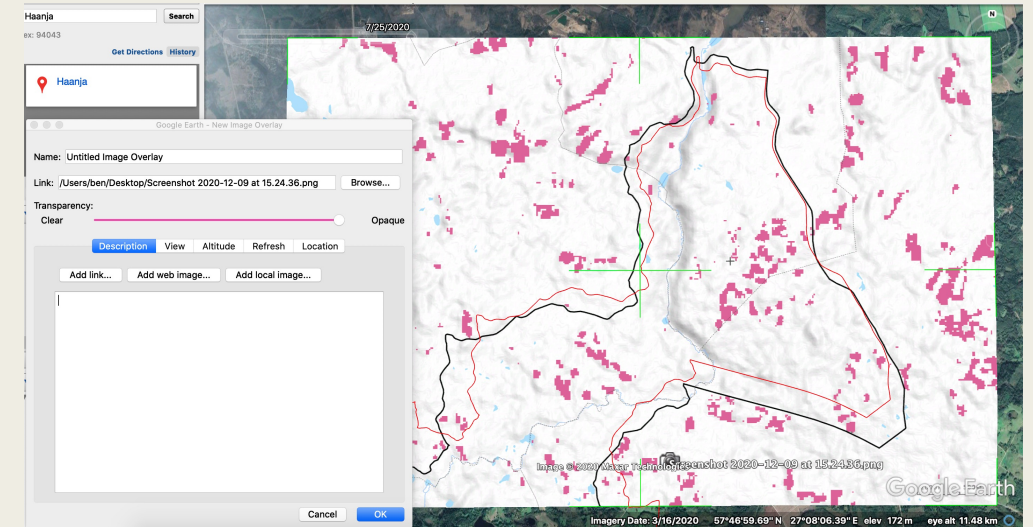 Haanja
Search
ex: 94043
Get Directions History
Haanja
Google Earth - New Image Overlay
Name: Untitled Image Overlay
Link: /Users/ben/Desktop/Screenshot 2020-12-09 at 15.24.36.png Browse...
Transparency:
Clear Opaque
Description View Altitude Refresh Location
Add link... Add web image... Add local image...
Cancel OK
7/25/2020
N
Image © 2020 Maxar Technologies
Screenshot 2020-12-09 at 15.24.36.png
Google Earth
Imagery Date: 3/16/2020 57°46'59.69" N 27°08'06.39" E elev 172 m eye alt 11.48 km